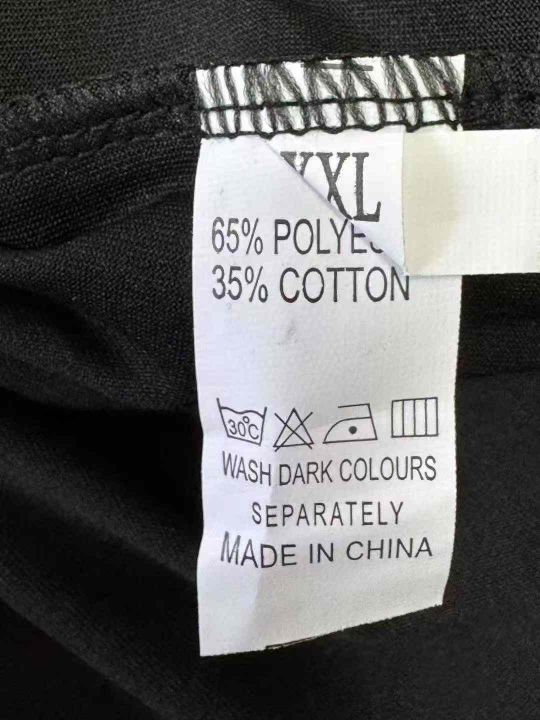 XXL
65% POLYES
35% COTTON
30°C
WASH DARK COLOURS
SEPARATELY
MADE IN CHINA